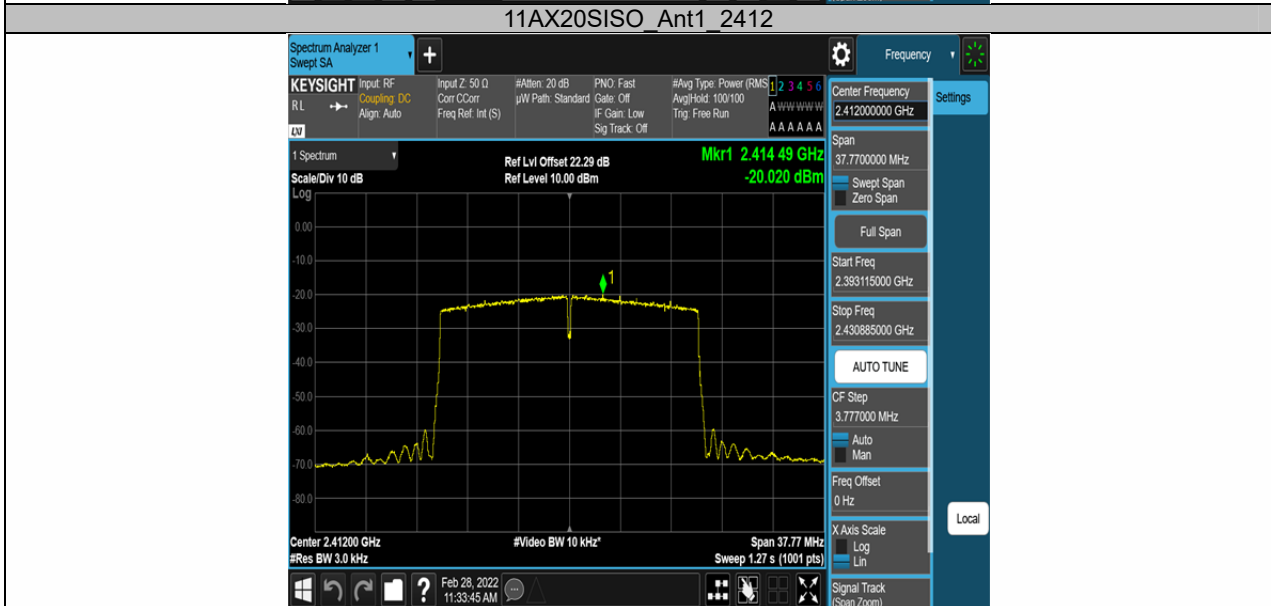 11AX20SISO_Ant1_2412
Spectrum Analyzer 1
Swept SA
+
Frequency
KEYSIGHT
RL
LXI
Input: RF
Coupling: DC
Align: Auto
Input Z: 50 Ω
Corr CCorr
Freq Ref: Int (S)
#Atten: 20 dB
µW Path: Standard
PNO: Fast
Gate: Off
IF Gain: Low
Sig Track: Off
#Avg Type: Power (RMS
Avg|Hold: 100/100
Trig: Free Run
1 2 3 4 5 6
A W W W W W
A A A A A A
Center Frequency
2.412000000 GHz
Settings
Span
37.7700000 MHz
Swept Span
Zero Span
Full Span
Start Freq
2.393115000 GHz
Stop Freq
2.430885000 GHz
AUTO TUNE
CF Step
3.777000 MHz
Auto
Man
Freq Offset
0 Hz
X Axis Scale
Log
Lin
Local
Signal Track
(Span Zoom)
1 Spectrum
Scale/Div 10 dB
Log
Ref Lvl Offset 22.29 dB
Ref Level 10.00 dBm
Mkr1 2.414 49 GHz
-20.020 dBm
0.00
-10.0
1
-20.0
-30.0
-40.0
-50.0
-60.0
-70.0
-80.0
Center 2.41200 GHz
#Res BW 3.0 kHz
#Video BW 10 kHz*
Span 37.77 MHz
Sweep 1.27 s (1001 pts)
?
Feb 28, 2022
11:33:45 AM